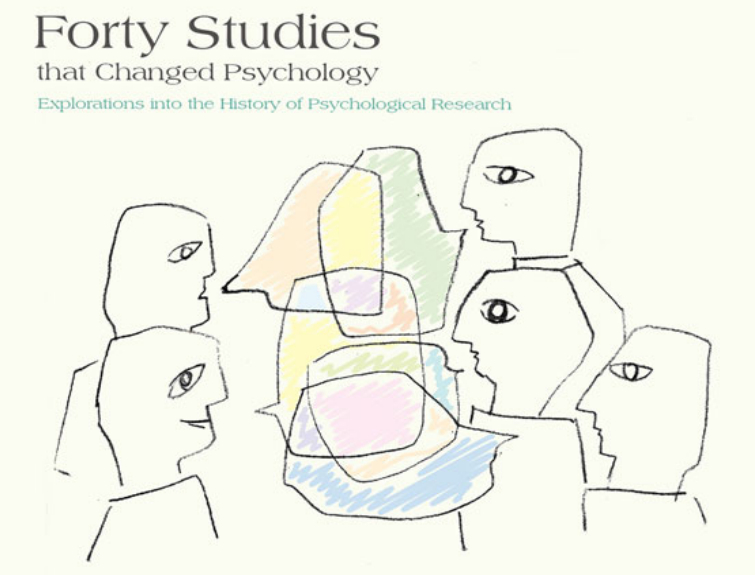 Forty Studies
that Changed Psychology
Explorations into the History of Psychological Research